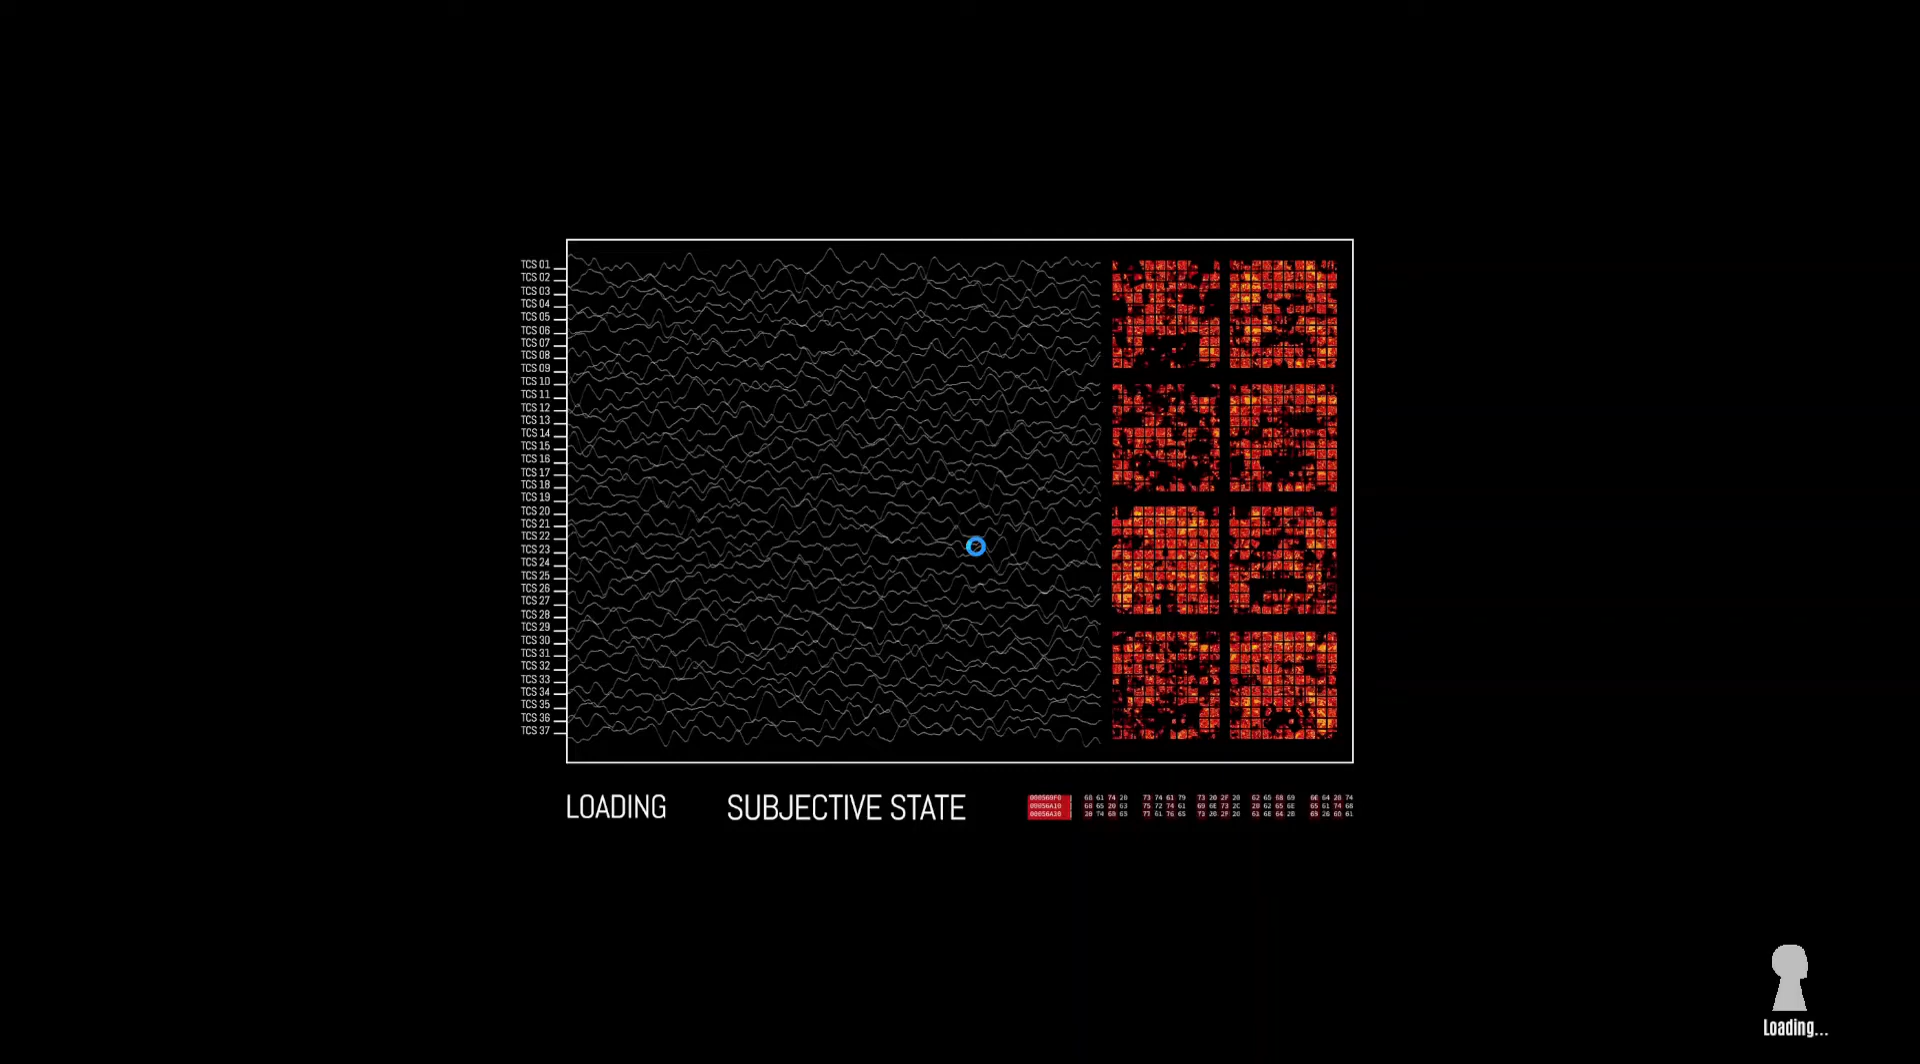 TCS 01
TCS 02
TCS 03
TCS 04
TCS 05
TCS 06
TCS 07
TCS 08
TCS 09
TCS 10
TCS 11
TCS 12
TCS 13
TCS 14
TCS 15
TCS 16
TCS 17
TCS 18
TCS 19
TCS 20
TCS 21
TCS 22
TCS 23
TCS 24
TCS 25
TCS 26
TCS 27
TCS 28
TCS 29
TCS 30
TCS 31
TCS 32
TCS 33
TCS 34
TCS 35
TCS 36
TCS 37
LOADING SUBJECTIVE STATE
Loading...